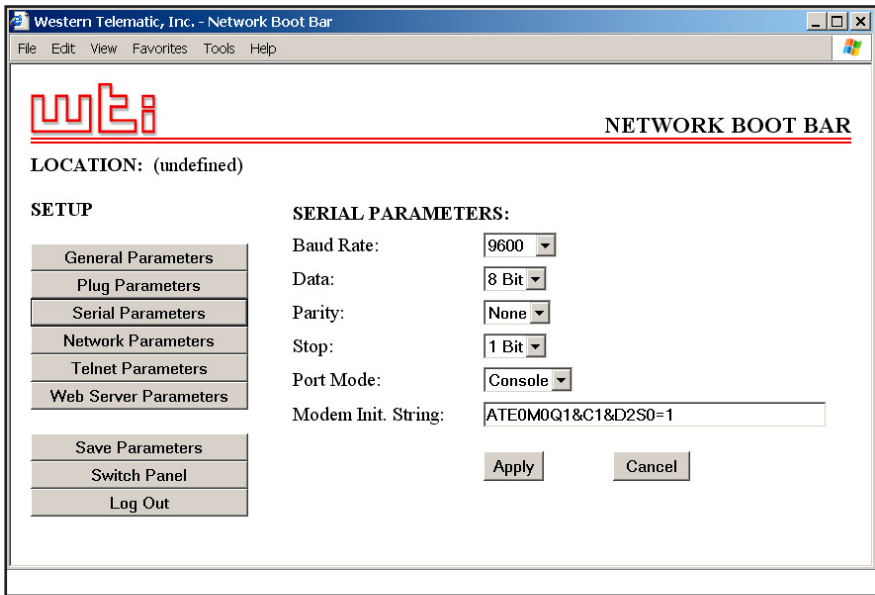 Western Telematic, Inc. - Network Boot Bar
File Edit View Favorites Tools Help
wti
NETWORK BOOT BAR
LOCATION: (undefined)
SETUP
General Parameters
Plug Parameters
Serial Parameters
Network Parameters
Telnet Parameters
Web Server Parameters
Save Parameters
Switch Panel
Log Out
SERIAL PARAMETERS:
Baud Rate: 9600
Data: 8 Bit
Parity: None
Stop: 1 Bit
Port Mode: Console
Modem Init. String: ATE0M0Q1&C1&D2S0=1
Apply Cancel